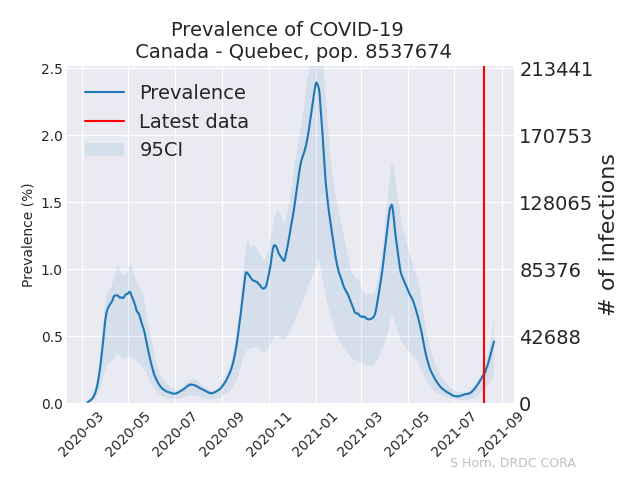 Prevalence of COVID-19
Canada - Quebec, pop. 8537674
Prevalence
Latest data
95CI
Prevalence (%)
2.5
2.0
1.5
1.0
0.5
0.0
213441
170753
128065
85376
42688
0
# of infections
2020-03
2020-05
2020-07
2020-09
2020-11
2021-01
2021-03
2021-05
2021-07
2021-09
S Horn, DRDC CORA